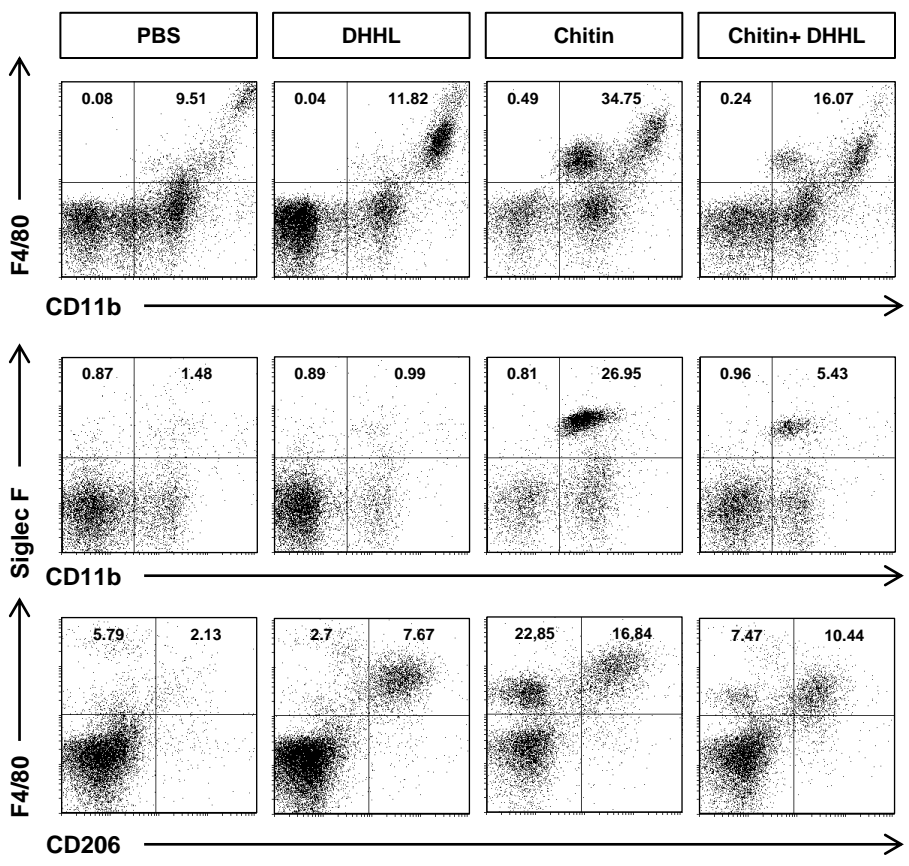 PBS DHHL Chitin Chitin+ DHHL
F4/80
0.08 9.51 0.04 11.82 0.49 34.75 0.24 16.07
CD11b
Siglec F
0.87 1.48 0.89 0.99 0.81 26.95 0.96 5.43
CD11b
F4/80
5.79 2.13 2.7 7.67 22,85 16,84 7.47 10.44
CD206